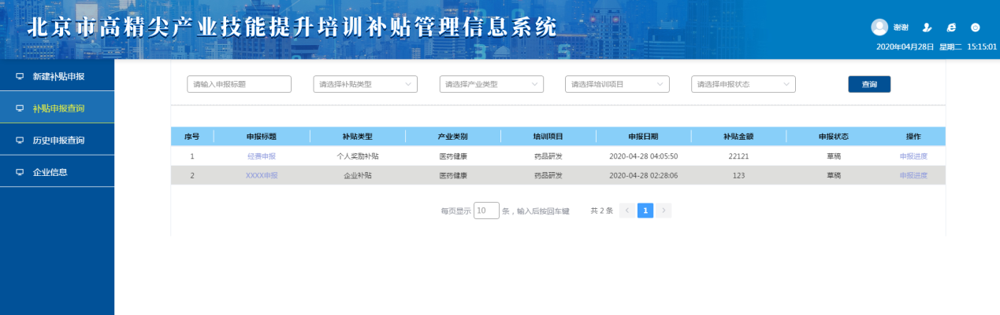 北京市高精尖产业技能提升培训补贴管理信息系统
谢谢
2020年04月28日 星期二 15:15:01
新建补贴申报
补贴申报查询
历史申报查询
企业信息
请输入申报标题 请选择补贴类型 请选择产业类型 请选择培训项目 请选择申报状态 查询
序号 申报标题 补贴类型 产业类别 培训项目 申报日期 补贴金额 申报状态 操作
1 经费申报 个人奖励补贴 医药健康 药品研发 2020-04-28 04:05:50 22121 草稿 申报进度
2 XXXX申报 企业补贴 医药健康 药品研发 2020-04-28 02:28:06 123 草稿 申报进度
每页显示 10 条，输入后按回车键 共 2 条 < 1 >